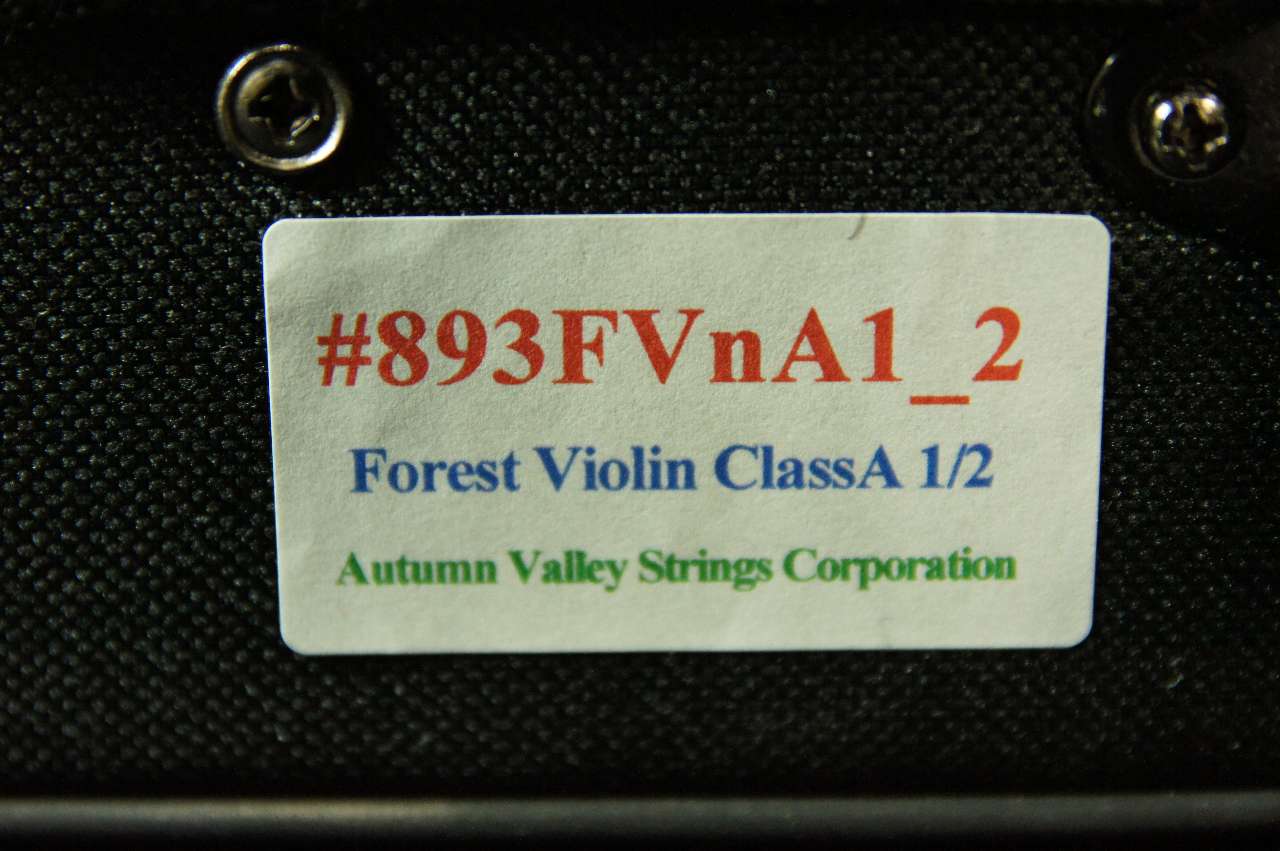 #893FVnA1_2
Forest Violin ClassA 1/2
Autumn Valley Strings Corporation